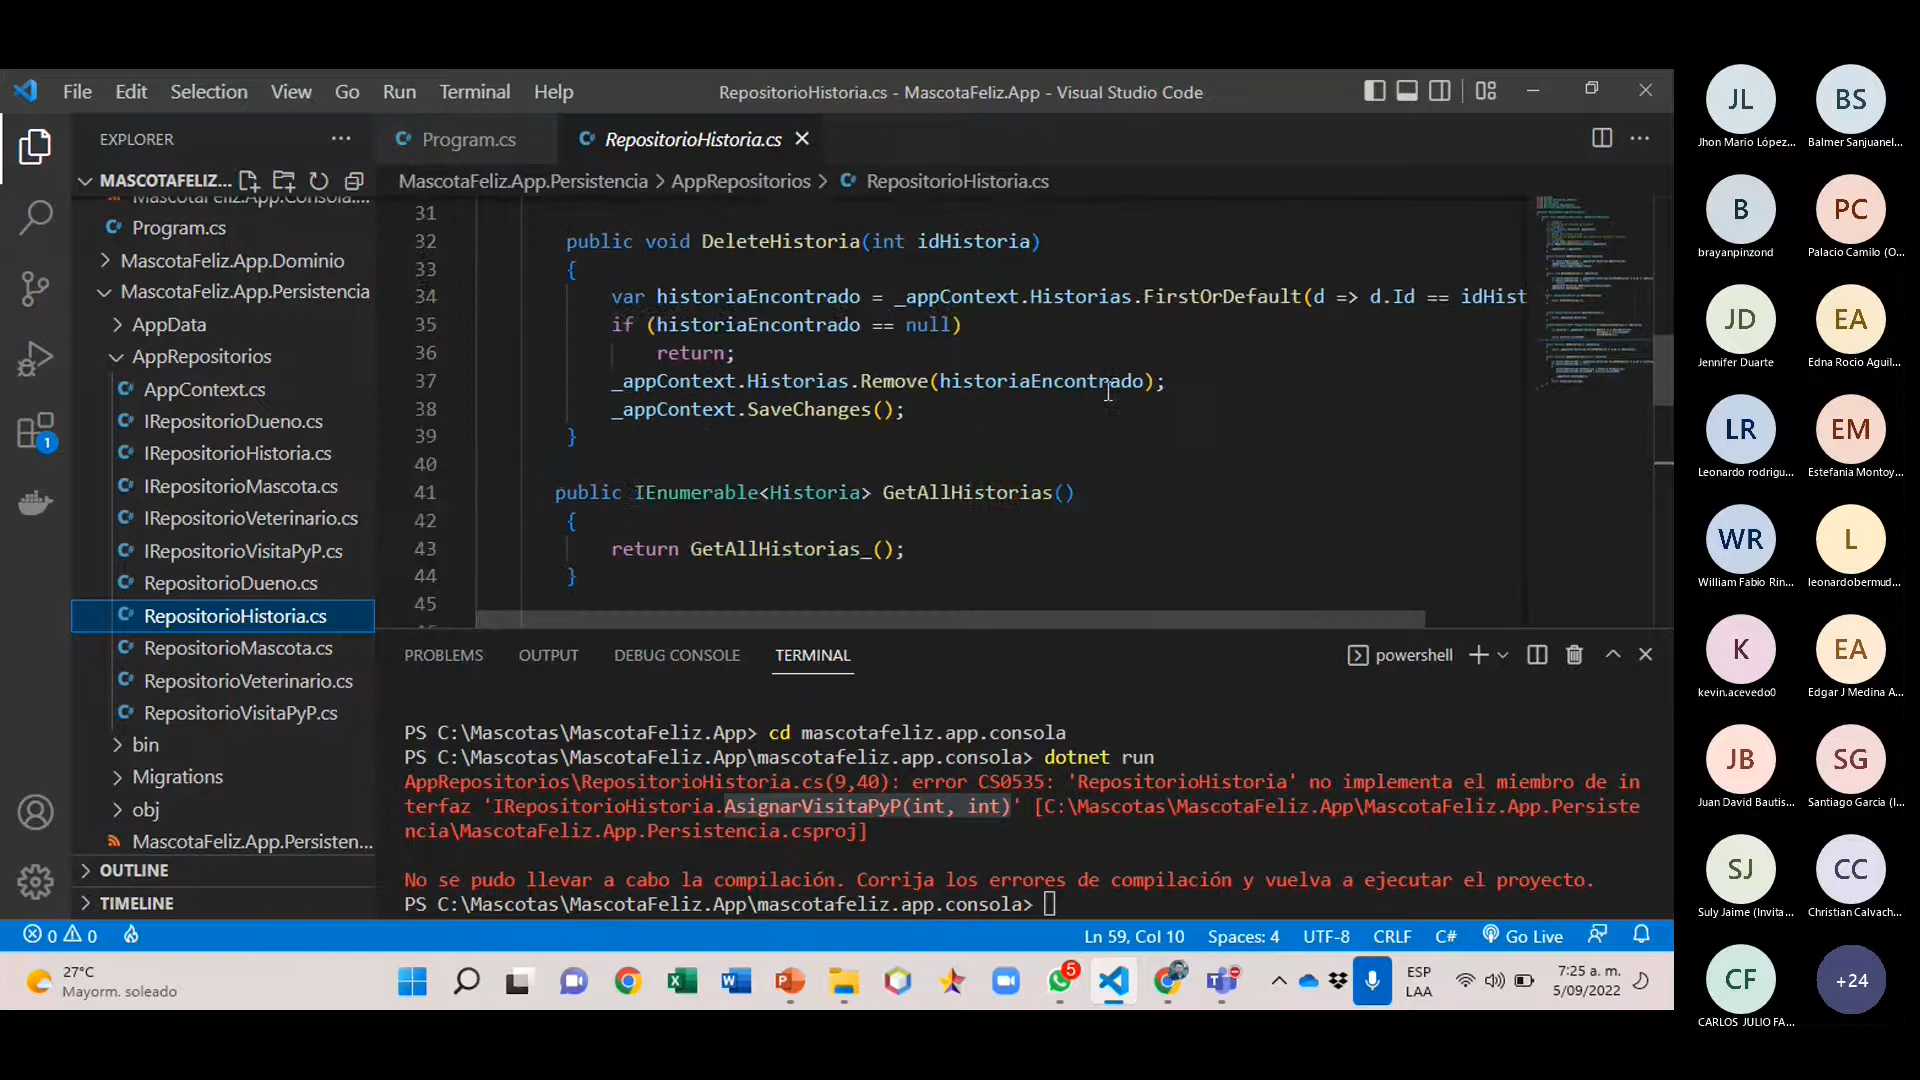 File Edit Selection View Go Run Terminal Help
RepositorioHistoria.cs - MascotaFeliz.App - Visual Studio Code
EXPLORER
Program.cs
RepositorioHistoria.cs
MASCOTAFELIZ...
MascotaFeliz.App.Persistencia > AppRepositorios > RepositorioHistoria.cs
MascotaFeliz.App.Consola....
Program.cs
MascotaFeliz.App.Dominio
MascotaFeliz.App.Persistencia
AppData
AppRepositorios
AppContext.cs
IRepositorioDueno.cs
IRepositorioHistoria.cs
IRepositorioMascota.cs
IRepositorioVeterinario.cs
IRepositorioVisitaPyP.cs
RepositorioDueno.cs
RepositorioHistoria.cs
RepositorioMascota.cs
RepositorioVeterinario.cs
RepositorioVisitaPyP.cs
bin
Migrations
obj
MascotaFeliz.App.Persisten...
OUTLINE
TIMELINE
1
31
32 public void DeleteHistoria(int idHistoria)
33 {
34 var historiaEncontrado = _appContext.Historias.FirstOrDefault(d => d.Id == idHist
35 if (historiaEncontrado == null)
36 return;
37 _appContext.Historias.Remove(historiaEncontrado);
38 _appContext.SaveChanges();
39 }
40
41 public IEnumerable<Historia> GetAllHistorias()
42 {
43 return GetAllHistorias_();
44 }
45
PROBLEMS OUTPUT DEBUG CONSOLE TERMINAL
powershell
PS C:\Mascotas\MascotaFeliz.App> cd mascotafeliz.app.consola
PS C:\Mascotas\MascotaFeliz.App\mascotafeliz.app.consola> dotnet run
AppRepositorios\RepositorioHistoria.cs(9,40): error CS0535: 'RepositorioHistoria' no implementa el miembro de in
terfaz 'IRepositorioHistoria.AsignarVisitaPyP(int, int)' [C:\Mascotas\MascotaFeliz.App\MascotaFeliz.App.Persiste
ncia\MascotaFeliz.App.Persistencia.csproj]
No se pudo llevar a cabo la compilación. Corrija los errores de compilación y vuelva a ejecutar el proyecto.
PS C:\Mascotas\MascotaFeliz.App\mascotafeliz.app.consola>
0 0
Ln 59, Col 10 Spaces: 4 UTF-8 CRLF C# Go Live
27°C
Mayorm. soleado
5
ESP
LAA
7:25 a. m.
5/09/2022
JL BS
Jhon Mario López... Balmer Sanjuanel...
B PC
brayanpinzond Palacio Camilo (O...
JD EA
Jennifer Duarte Edna Rocio Aguil...
LR EM
Leonardo rodrigu... Estefania Montoy...
WR L
William Fabio Rin... leonardobermud...
K EA
kevin.acevedo0 Edgar J Medina A...
JB SG
Juan David Bautis... Santiago Garcia (I...
SJ CC
Suly Jaime (Invita... Christian Calvach...
CF +24
CARLOS JULIO FA...